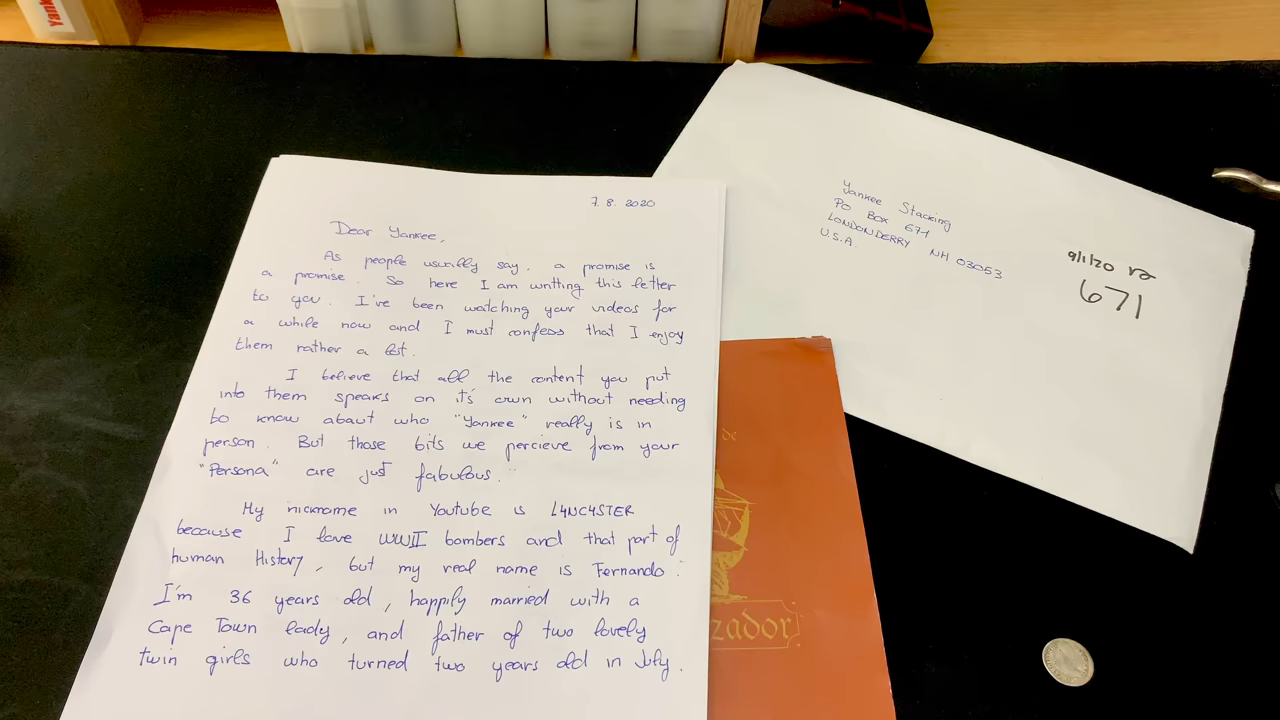 Yank
7. 8. 2020
Dear Yankee,
As people usually say, a promise is
a promise. So here I am writting this letter
to you. I've been watching your videos for
a while now and I must confess that I enjoy
them rather a lot.
I believe that all the content you put
into them speaks on it's own without needing
to know about who "Yankee" really is in
person. But those bits we percieve from your
"Persona" are just fabulous.
My nickname in Youtube is L4NC4STER
because I love WWII bombers and that part of
human History, but my real name is Fernando.
I'm 36 years old, happily married with a
Cape Town lady, and father of two lovely
twin girls who turned two years old in July.
Yankee Stacking
PO Box 671
LONDONDERRY NH 03053
U.S.A.
9/1/20
671
de
zador